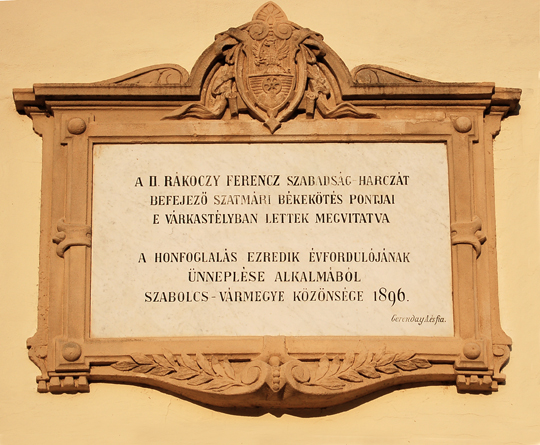 A II. RÁKOCZY FERENCZ SZABADSÁG-HARCZÁT
BEFEJEZŐ SZATMÁRI BÉKEKÖTÉS PONTJAI
E VÁRKASTÉLYBAN LETTEK MEGVITATVA
A HONFOGLALÁS EZREDIK ÉVFORDULÓJÁNAK
ÜNNEPLÉSE ALKALMÁBÓL
SZABOLCS-VÁRMEGYE KÖZÖNSÉGE 1896.
Gerenday A. és fia.